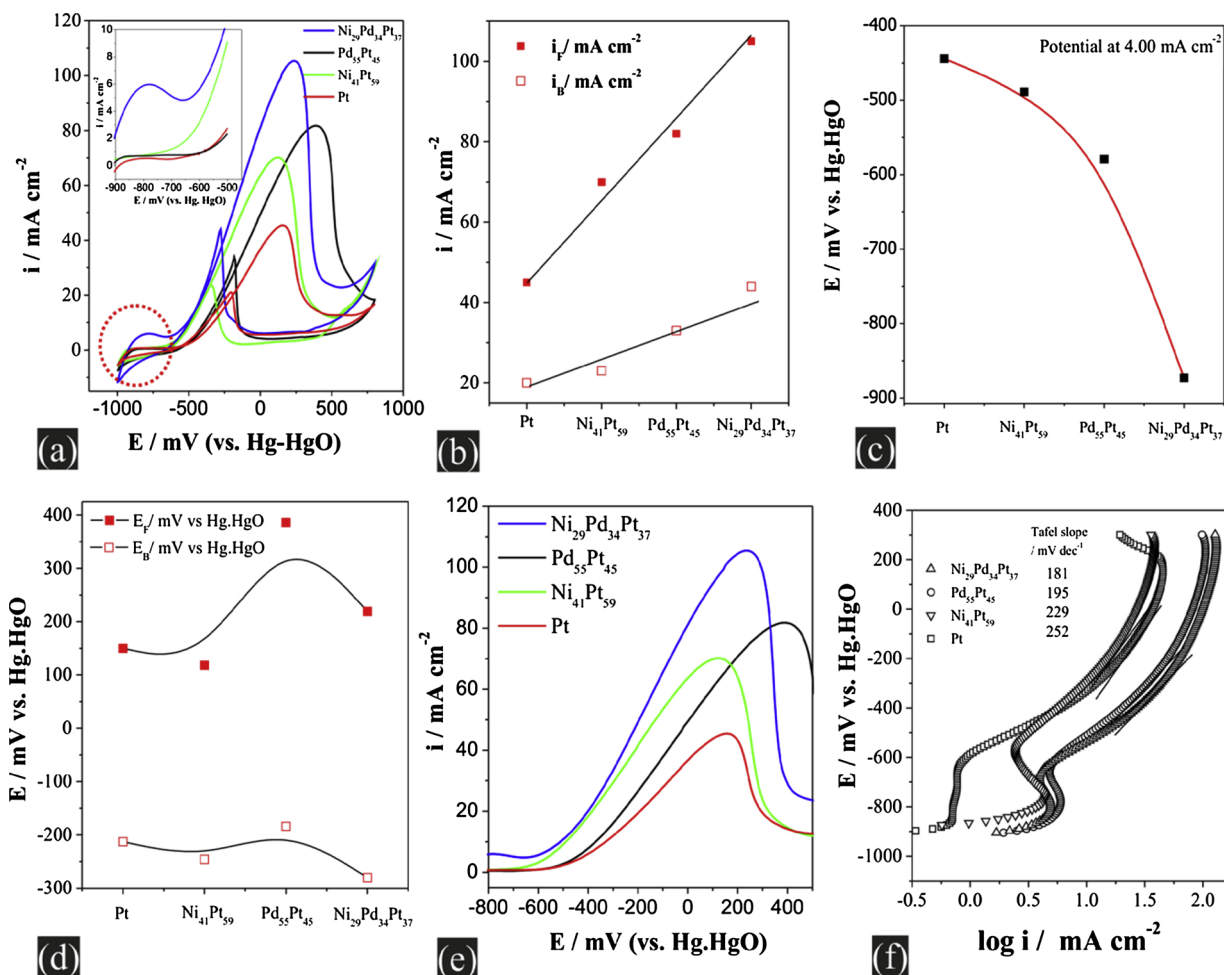 120
100
80
60
40
20
0
i / mA cm⁻²
-1000 -500 0 500 1000
E / mV (vs. Hg-HgO)
10
8
6
4
2
0
i / mA cm⁻²
-900 -800 -700 -600 -500
E / mV (vs. Hg. HgO)
Ni₂₉Pd₃₄Pt₃₇
Pd₅₅Pt₄₅
Ni₄₁Pt₅₉
Pt
(a)
100
80
60
40
20
i / mA cm⁻²
i_F/ mA cm⁻²
i_B/ mA cm⁻²
Pt Ni₄₁Pt₅₉ Pd₅₅Pt₄₅ Ni₂₉Pd₃₄Pt₃₇
(b)
-400
-500
-600
-700
-800
-900
E / mV vs. Hg.HgO
Potential at 4.00 mA cm⁻²
Pt Ni₄₁Pt₅₉ Pd₅₅Pt₄₅ Ni₂₉Pd₃₄Pt₃₇
(c)
400
300
200
100
0
-100
-200
-300
E / mV vs. Hg.HgO
E_F/ mV vs Hg.HgO
E_B/ mV vs Hg.HgO
Pt Ni₄₁Pt₅₉ Pd₅₅Pt₄₅ Ni₂₉Pd₃₄Pt₃₇
(d)
120
100
80
60
40
20
0
i / mA cm⁻²
Ni₂₉Pd₃₄Pt₃₇
Pd₅₅Pt₄₅
Ni₄₁Pt₅₉
Pt
-800 -600 -400 -200 0 200 400
E / mV (vs. Hg.HgO)
(e)
400
200
0
-200
-400
-600
-800
-1000
E / mV vs. Hg.HgO
Tafel slope
/ mV dec⁻¹
Ni₂₉Pd₃₄Pt₃₇ 181
Pd₅₅Pt₄₅ 195
Ni₄₁Pt₅₉ 229
Pt 252
-0.5 0.0 0.5 1.0 1.5 2.0
log i / mA cm⁻²
(f)